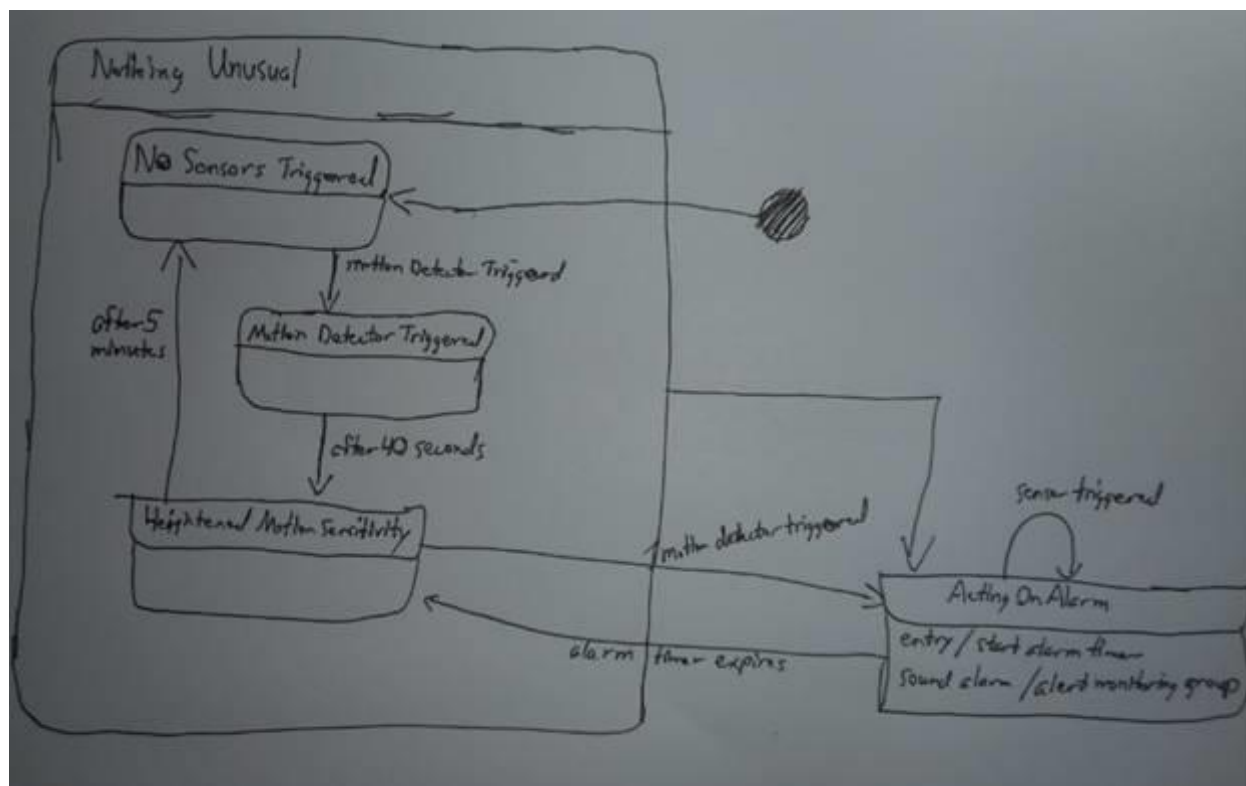 Nothing Unusual
No Sensors Triggered
motion Detector Triggered
after 5
minutes
Motion Detector Triggered
after 40 seconds
Heightened Motion Sensitivity
motion detector triggered
sensor triggered
Acting On Alarm
entry / start alarm timer
sound alarm / alert monitoring group
alarm timer expires